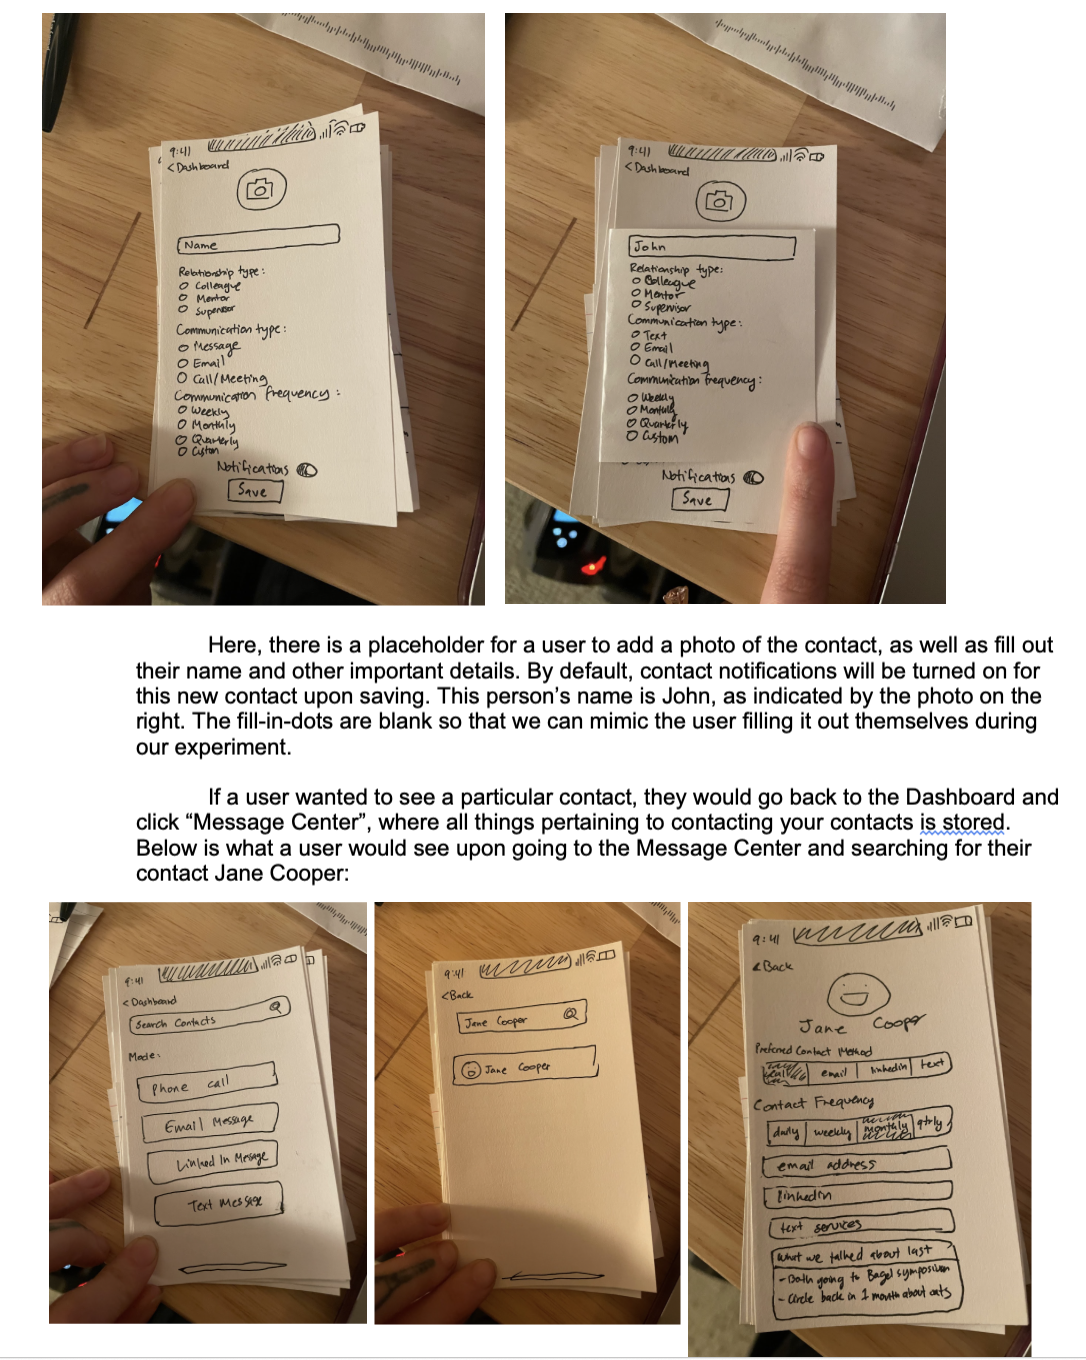 9:41
< Dashboard
Name
Relationship type:
Colleague
Mentor
Supervisor
Communication type:
Message
Email
Call/Meeting
Communication frequency:
Weekly
Monthly
Quarterly
Custom
Notifications
Save
9:41
< Dashboard
John
Relationship type:
Colleague
Mentor
Supervisor
Communication type:
Text
Email
Call/Meeting
Communication frequency:
Weekly
Monthly
Quarterly
Custom
Notifications
Save
Here, there is a placeholder for a user to add a photo of the contact, as well as fill out
their name and other important details. By default, contact notifications will be turned on for
this new contact upon saving. This person’s name is John, as indicated by the photo on the
right. The fill-in-dots are blank so that we can mimic the user filling it out themselves during
our experiment.
If a user wanted to see a particular contact, they would go back to the Dashboard and
click “Message Center”, where all things pertaining to contacting your contacts is stored.
Below is what a user would see upon going to the Message Center and searching for their
contact Jane Cooper:
9:41
< Dashboard
Search Contacts
Mode:
Phone call
Email Message
Linked In Message
Text Message
9:41
<Back
Jane Cooper
Jane Cooper
9:41
< Back
Jane Cooper
Preferred Contact Method
call email linkedin text
Contact Frequency
daily weekly monthly qtrly
email address
linkedin
text services
what we talked about last
- Both going to Bagel symposium
- Circle back in 1 month about